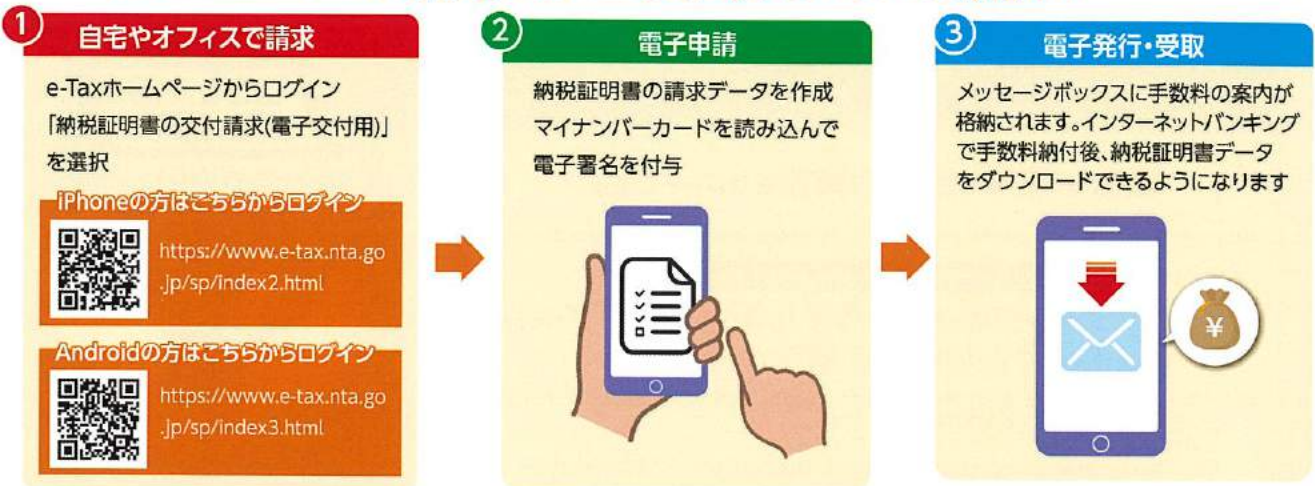 1
自宅やオフィスで請求
e-Taxホームページからログイン
「納税証明書の交付請求(電子交付用)」
を選択
iPhoneの方はこちらからログイン
https://www.e-tax.nta.go
.jp/sp/index2.html
Androidの方はこちらからログイン
https://www.e-tax.nta.go
.jp/sp/index3.html
2
電子申請
納税証明書の請求データを作成
マイナンバーカードを読み込んで
電子署名を付与
3
電子発行・受取
メッセージボックスに手数料の案内が
格納されます。インターネットバンキング
で手数料納付後、納税証明書データ
をダウンロードできるようになります
¥